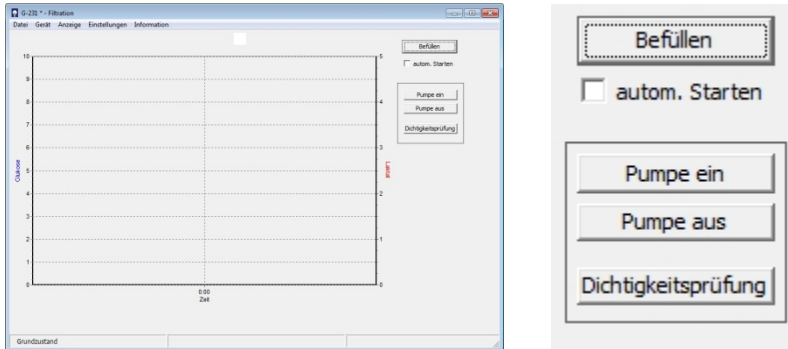 G-231 * - Filtration
Datei Gerät Anzeige Einstellungen Information
Befüllen
autom. Starten
Pumpe ein
Pumpe aus
Dichtigkeitsprüfung
10
9
8
7
6
5
4
3
2
1
0
Glukose
5
4
3
2
1
0
Laktat
0:00
Zeit
Grundzustand
Befüllen
autom. Starten
Pumpe ein
Pumpe aus
Dichtigkeitsprüfung